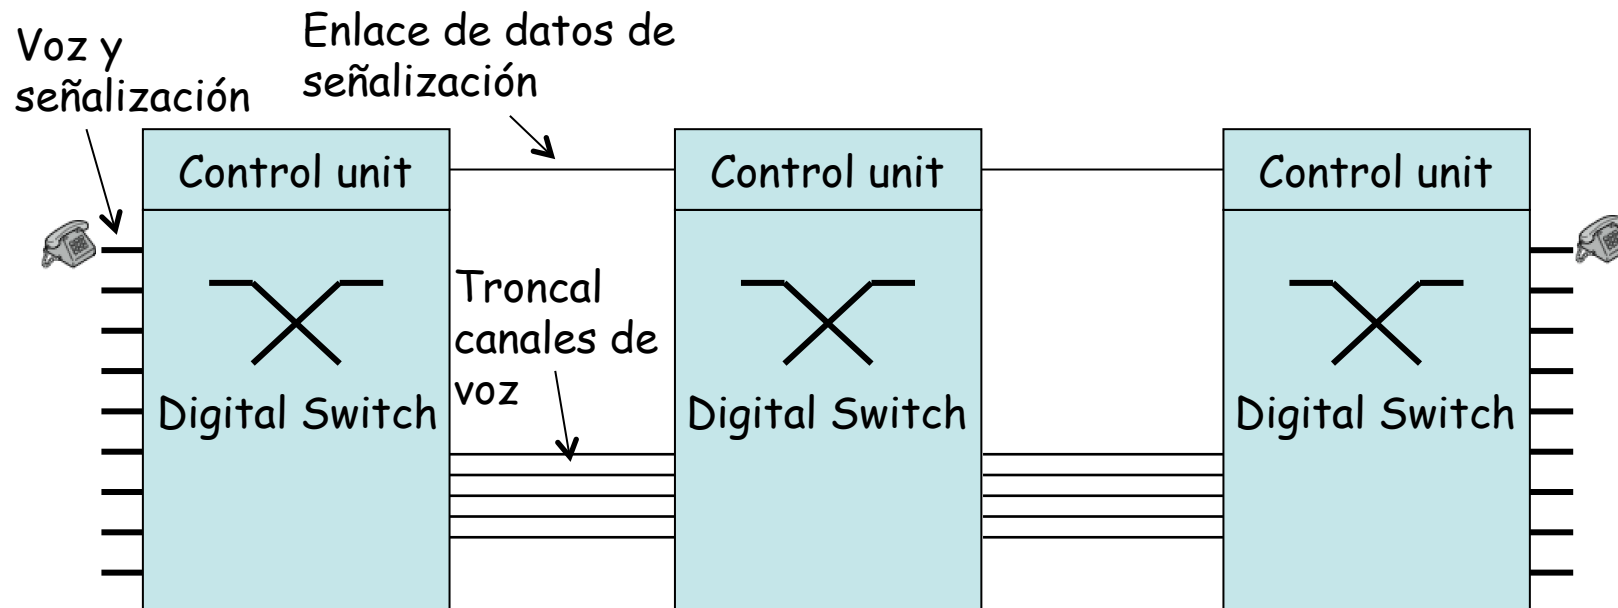 Voz y
señalización
Enlace de datos de
señalización
Control unit
Control unit
Control unit
Troncal
canales de
voz
Digital Switch
Digital Switch
Digital Switch